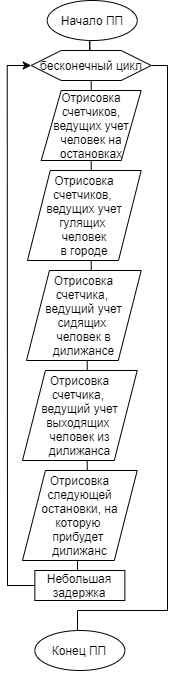 Начало ПП
бесконечный цикл
Отрисовка
счетчиков,
ведущих учет
человек на
остановках
Отрисовка
счетчиков,
ведущих учет
гулящих
человек
в городе
Отрисовка
счетчика,
ведущий учет
сидящих
человек в
дилижансе
Отрисовка
счетчика,
ведущий учет
выходящих
человек из
дилижанса
Отрисовка
следующей
остановки, на
которую
прибудет
дилижанс
Небольшая
задержка
Конец ПП